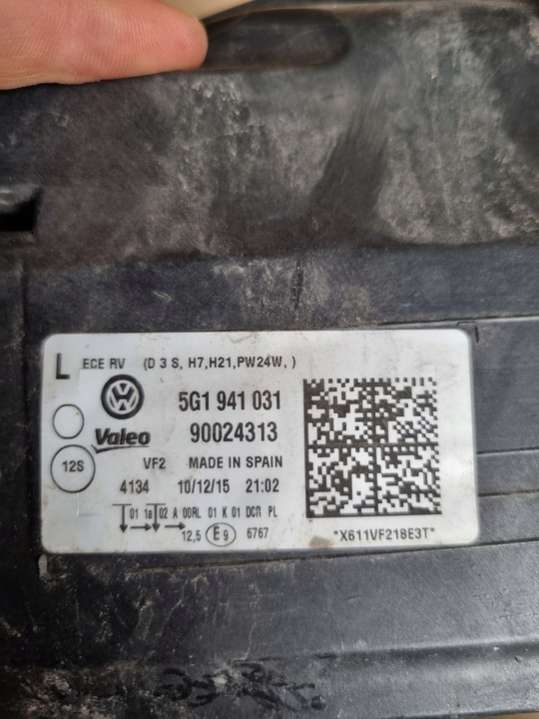 L ECE RV (D 3 S, H7,H21,PW24W, )
5G1 941 031
Valeo 90024313
12S VF2 MADE IN SPAIN
4134 10/12/15 21:02
01 1a 02 A 00RL 01 K 01 DCR PL
12,5 E9 6767
*X611VF218E3T*